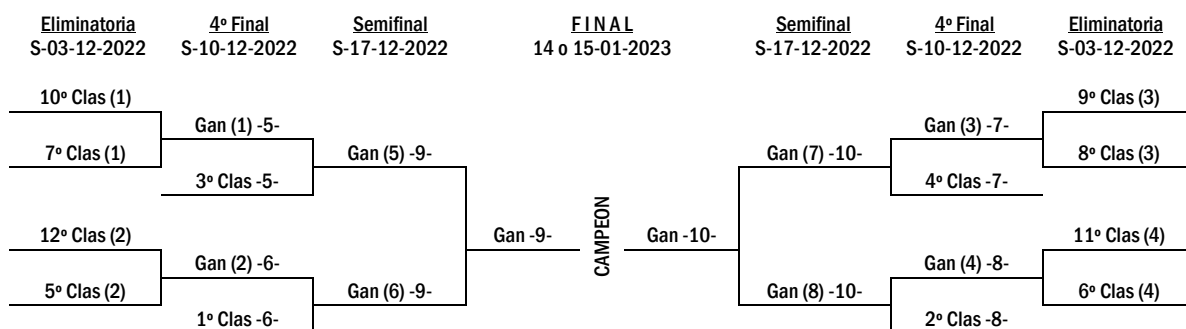 Eliminatoria 4º Final Semifinal F I N A L Semifinal 4º Final Eliminatoria
S-03-12-2022 S-10-12-2022 S-17-12-2022 14 o 15-01-2023 S-17-12-2022 S-10-12-2022 S-03-12-2022
10º Clas (1) 9º Clas (3)
Gan (1) -5- Gan (3) -7-
7º Clas (1) Gan (5) -9- Gan (7) -10- 8º Clas (3)
3º Clas -5- 4º Clas -7-
12º Clas (2) Gan -9- CAMPEON Gan -10- 11º Clas (4)
Gan (2) -6- Gan (4) -8-
5º Clas (2) Gan (6) -9- Gan (8) -10- 6º Clas (4)
1º Clas -6- 2º Clas -8-